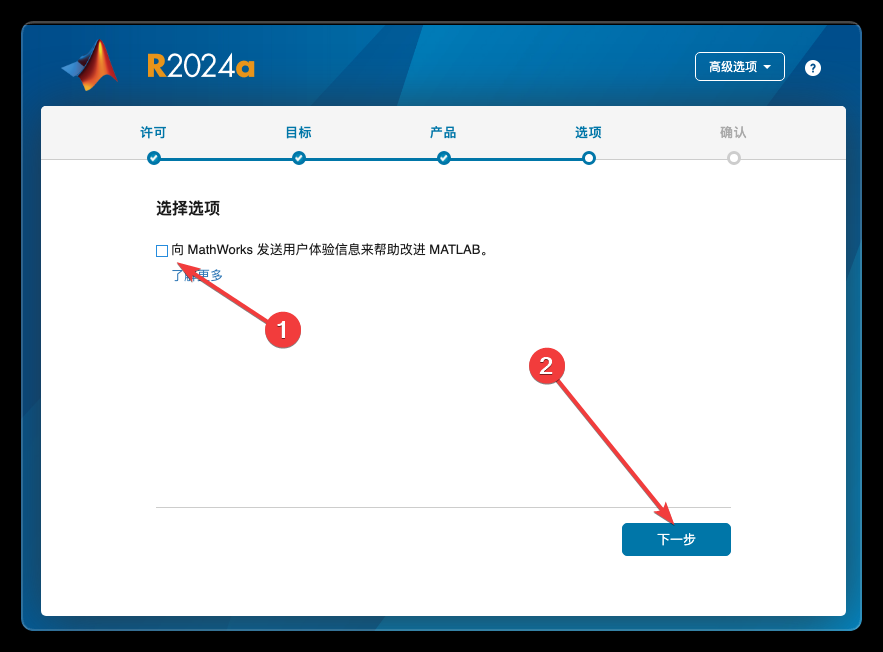 R2024a
高级选项
?
许可 目标 产品 选项 确认
选择选项
向 MathWorks 发送用户体验信息来帮助改进 MATLAB。
了解更多
1
2
下一步